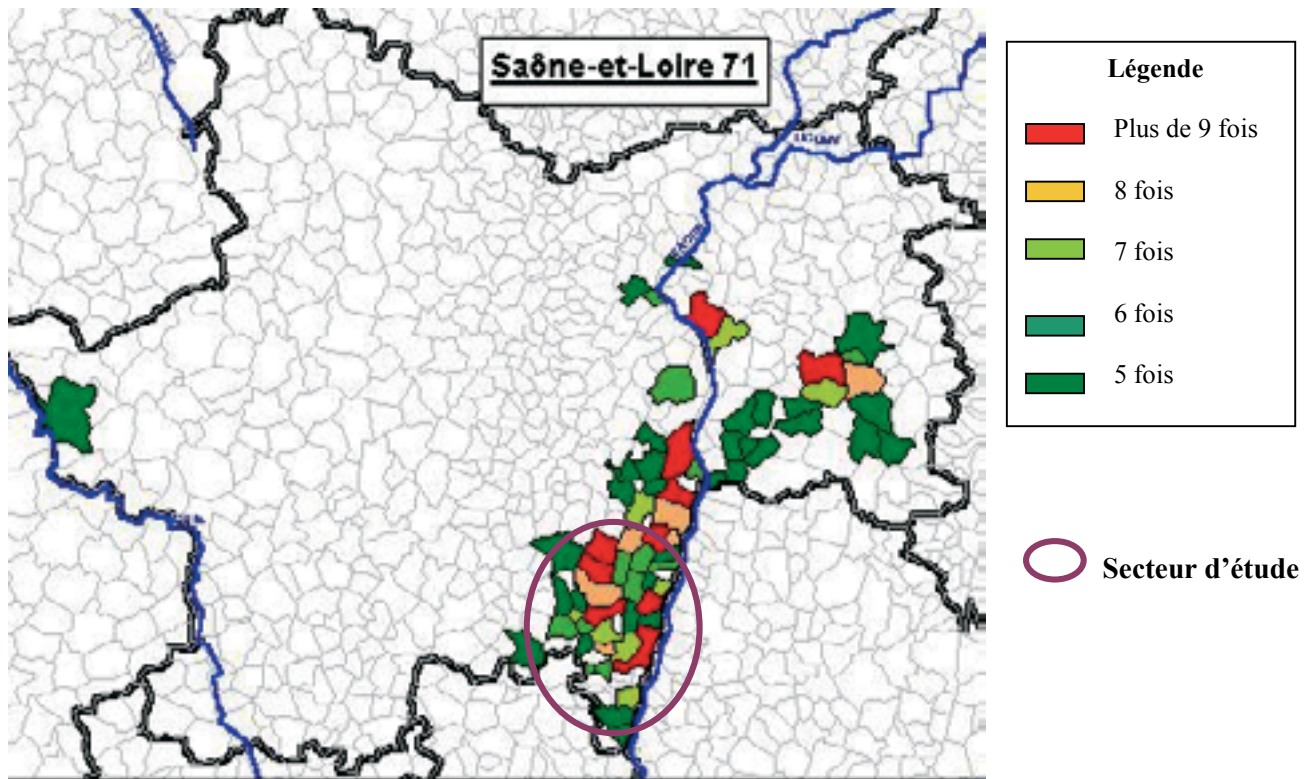 Saône-et-Loire 71
Légende
Plus de 9 fois
8 fois
7 fois
6 fois
5 fois
Secteur d'étude